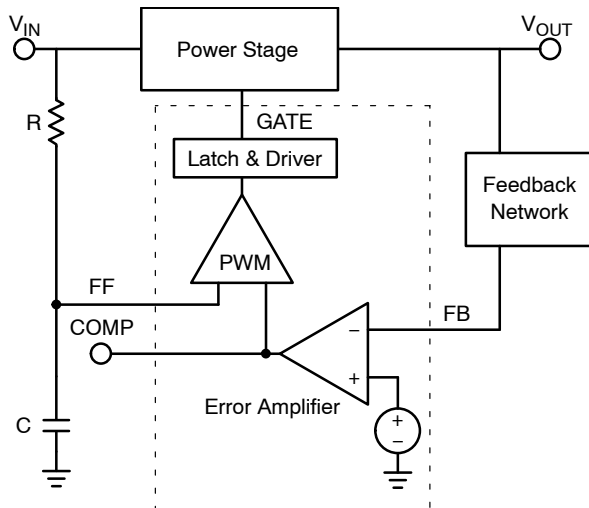 VIN
VOUT
Power Stage
R
GATE
Latch & Driver
Feedback
Network
PWM
FF
FB
COMP
−
+
Error Amplifier
+
−
C